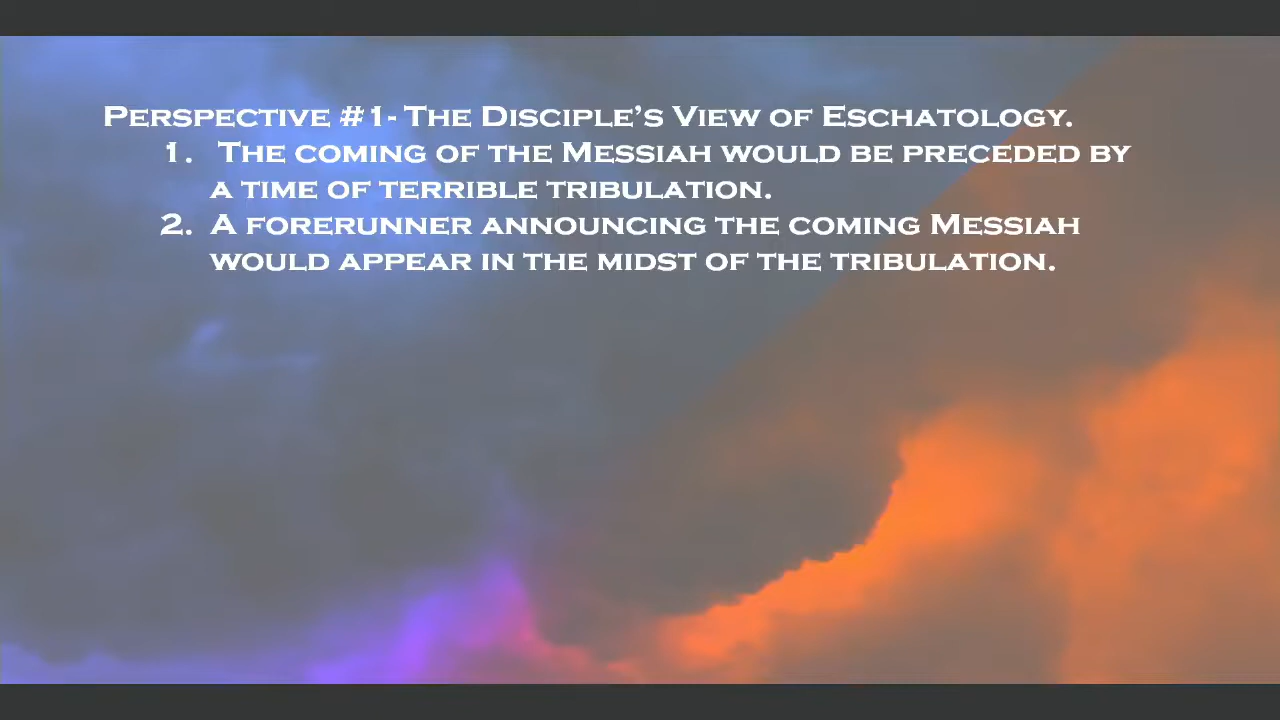 Perspective #1- The Disciple's View of Eschatology.
1. The coming of the Messiah would be preceded by
a time of terrible tribulation.
2. A forerunner announcing the coming Messiah
would appear in the midst of the tribulation.